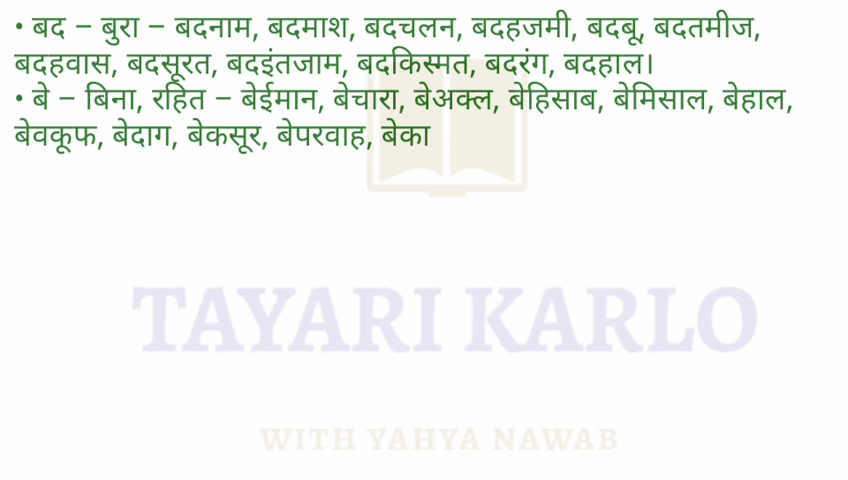 • बद – बुरा – बदनाम, बदमाश, बदचलन, बदहजमी, बदबू, बदतमीज,
बदहवास, बदसूरत, बदइंतजाम, बदकिस्मत, बदरंग, बदहाल।
• बे – बिना, रहित – बेईमान, बेचारा, बेअक्ल, बेहिसाब, बेमिसाल, बेहाल,
बेवकूफ, बेदाग, बेकसूर, बेपरवाह, बेका
TAYARI KARLO
WITH YAHYA NAWAB